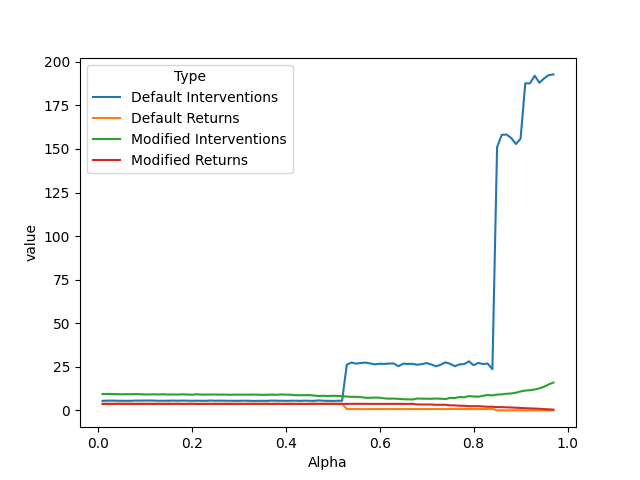 200
175
150
125
100
75
50
25
0
value
Type
Default Interventions
Default Returns
Modified Interventions
Modified Returns
0.0 0.2 0.4 0.6 0.8 1.0
Alpha